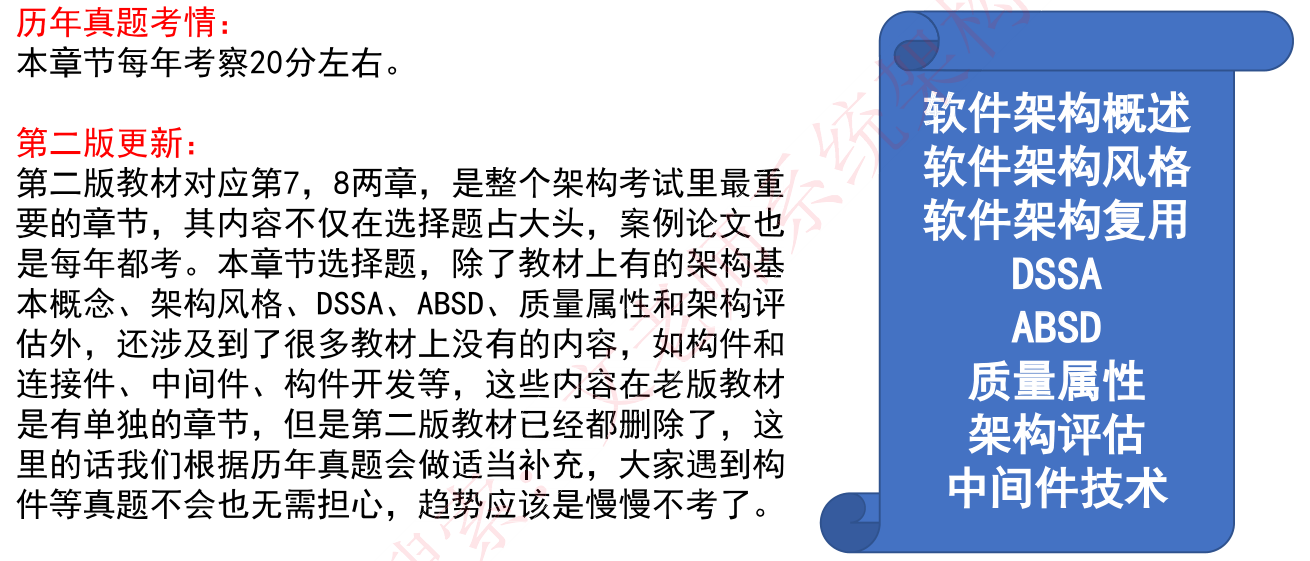 历年真题考情：
本章节每年考察20分左右。
第二版更新：
第二版教材对应第7，8两章，是整个架构考试里最重
要的章节，其内容不仅在选择题占大头，案例论文也
是每年都考。本章节选择题，除了教材上有的架构基
本概念、架构风格、DSSA、ABSD、质量属性和架构评
估外，还涉及到了很多教材上没有的内容，如构件和
连接件、中间件、构件开发等，这些内容在老版教材
是有单独的章节，但是第二版教材已经都删除了，这
里的话我们根据历年真题会做适当补充，大家遇到构
件等真题不会也无需担心，趋势应该是慢慢不考了。
软件架构概述
软件架构风格
软件架构复用
DSSA
ABSD
质量属性
架构评估
中间件技术